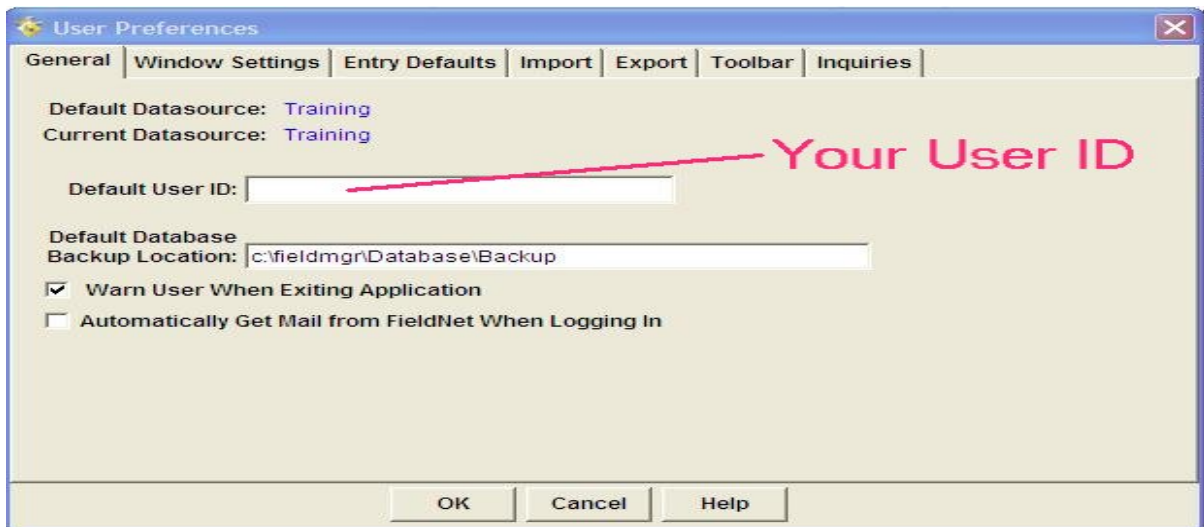 User Preferences
General Window Settings Entry Defaults Import Export Toolbar Inquiries
Default Datasource: Training
Current Datasource: Training
Your User ID
Default User ID:
Default Database
Backup Location: c:\fieldmgr\Database\Backup
Warn User When Exiting Application
Automatically Get Mail from FieldNet When Logging In
OK Cancel Help